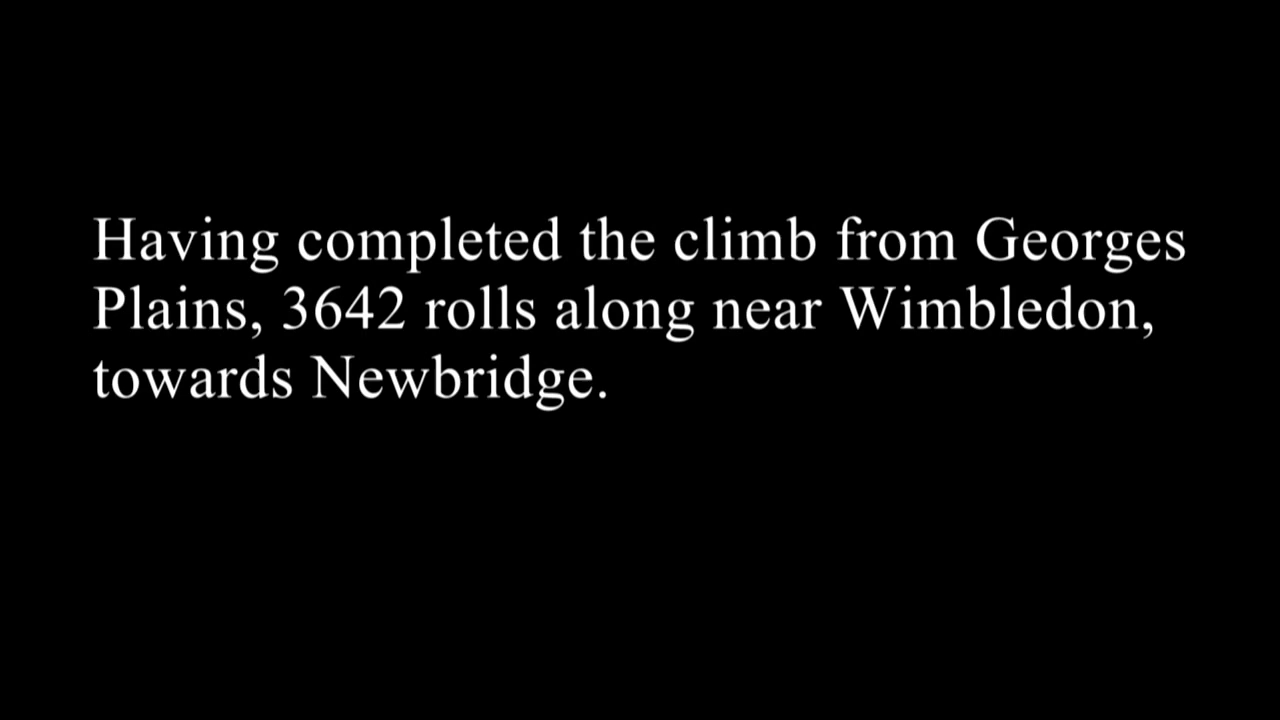 Having completed the climb from Georges
Plains, 3642 rolls along near Wimbledon,
towards Newbridge.